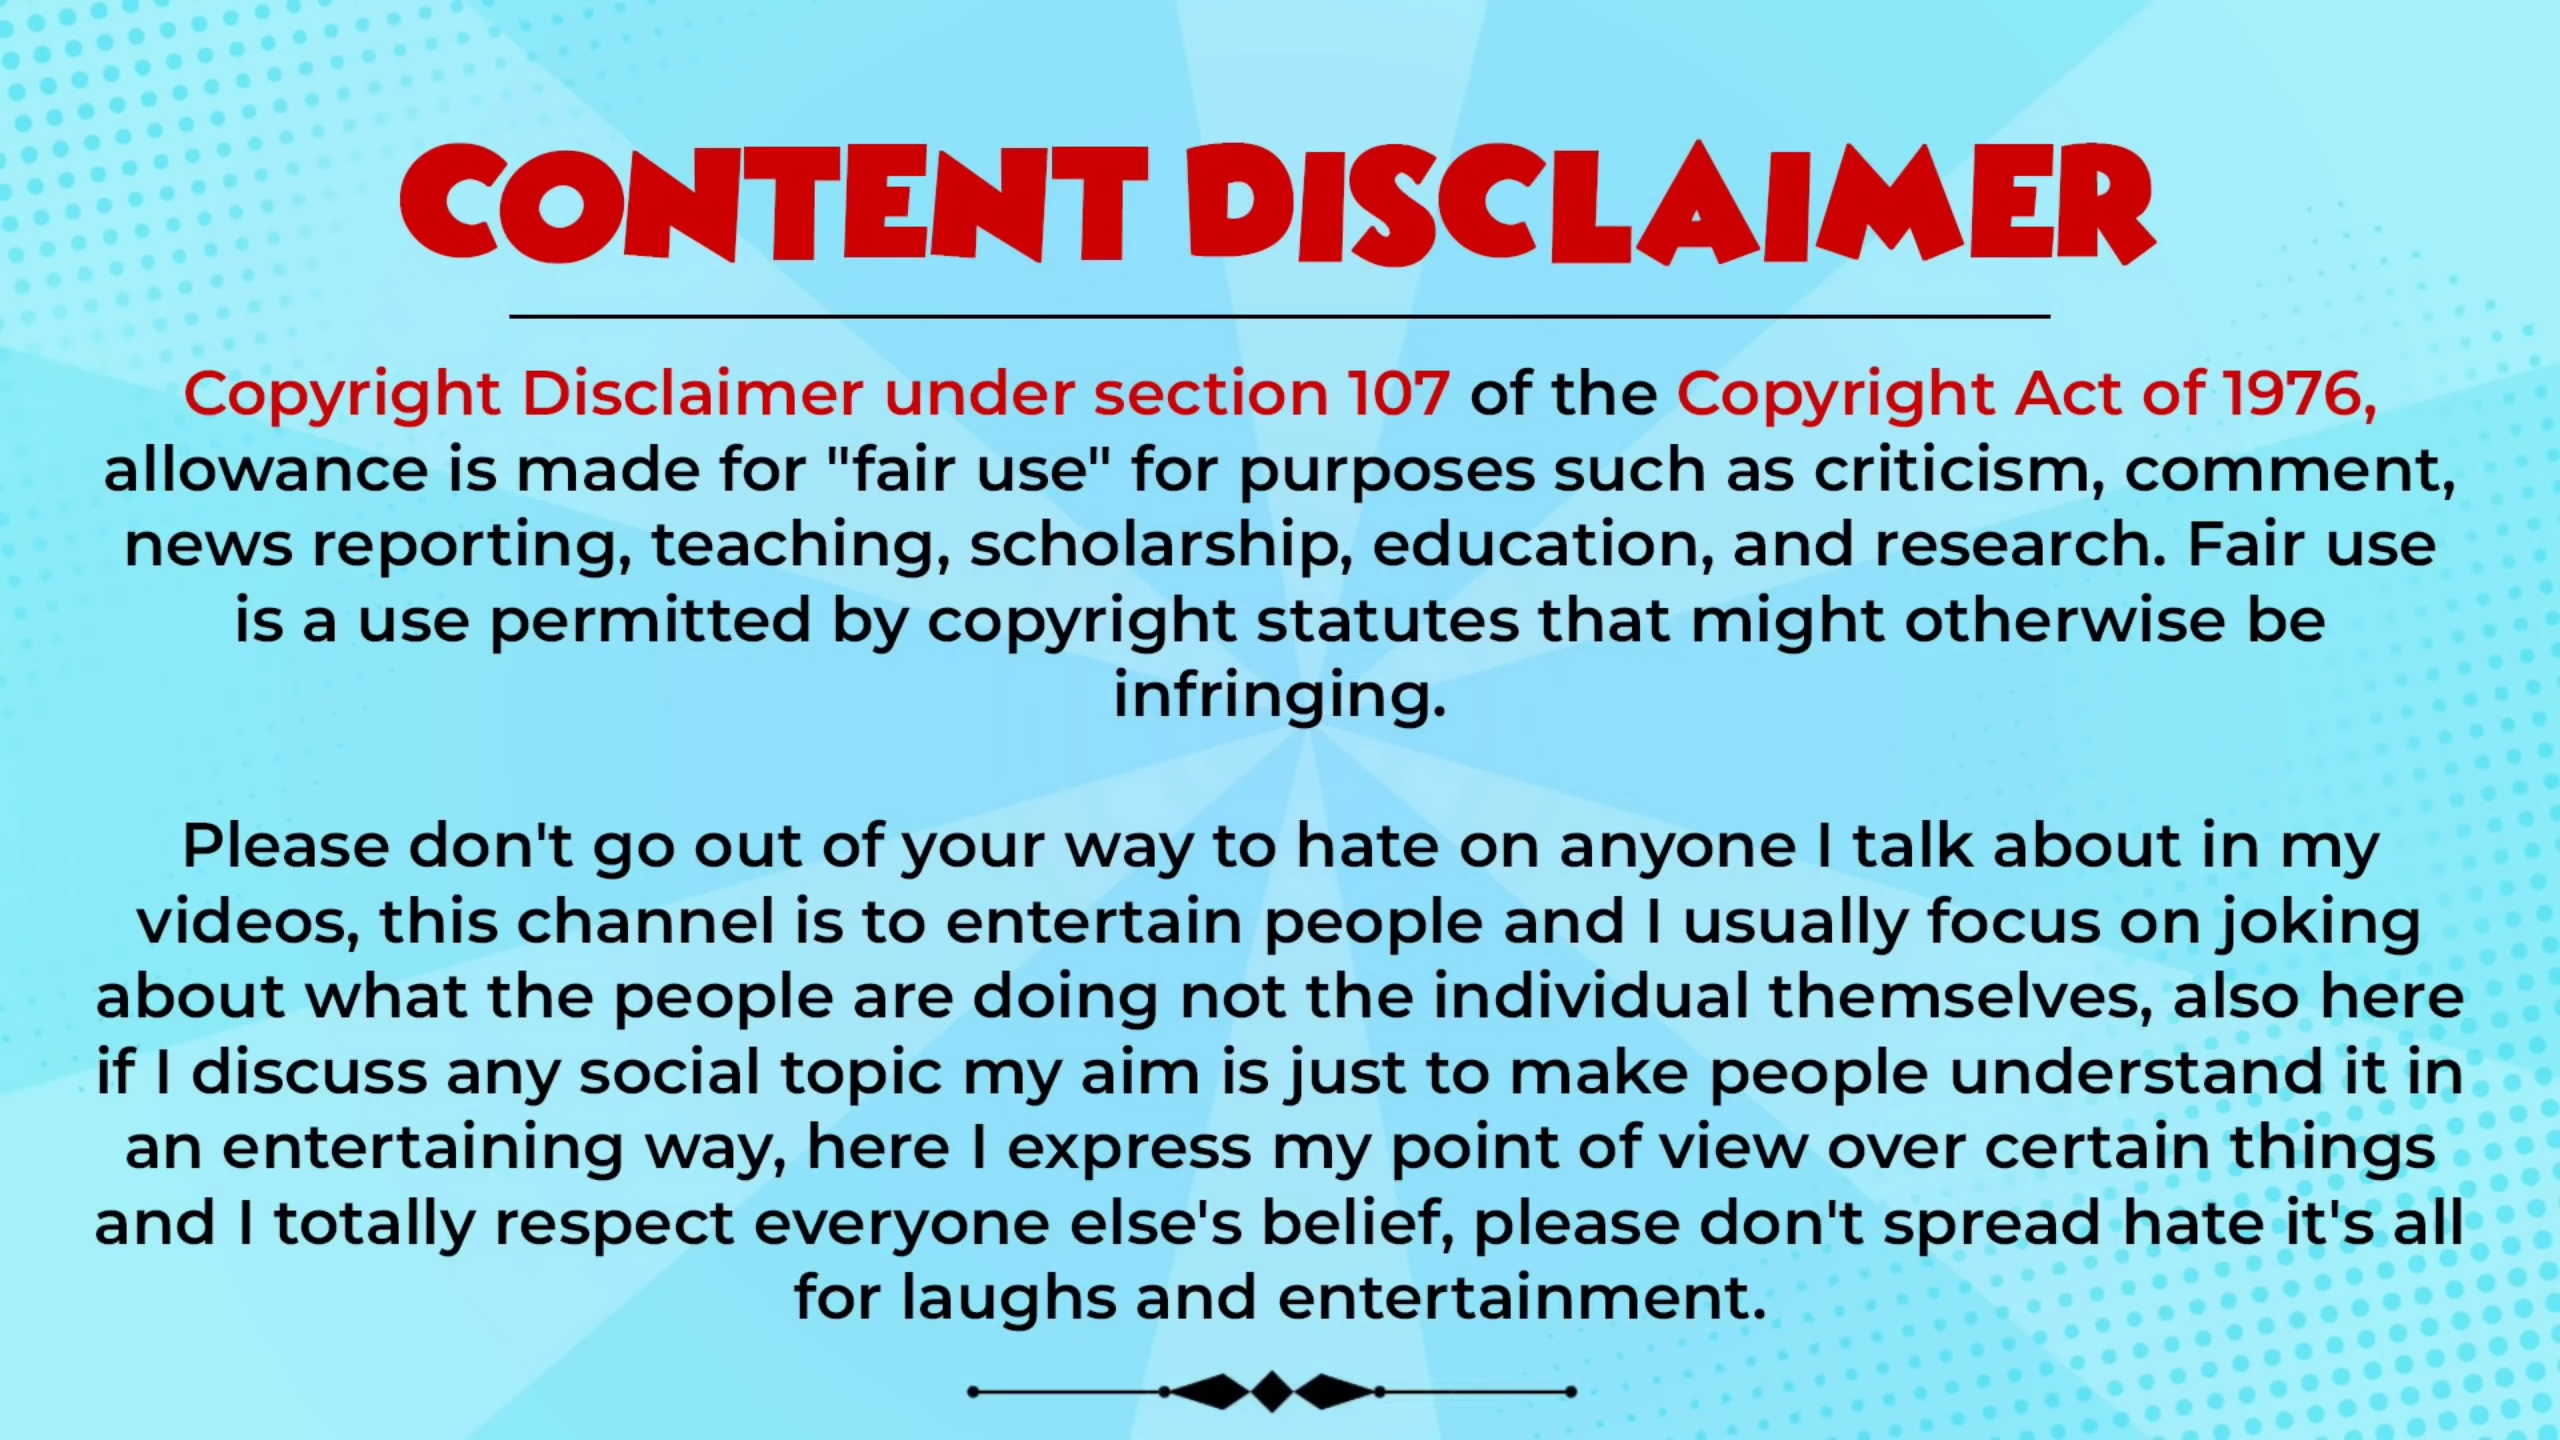 CONTENT DISCLAIMER
Copyright Disclaimer under section 107 of the Copyright Act of 1976,
allowance is made for "fair use" for purposes such as criticism, comment,
news reporting, teaching, scholarship, education, and research. Fair use
is a use permitted by copyright statutes that might otherwise be
infringing.
Please don't go out of your way to hate on anyone I talk about in my
videos, this channel is to entertain people and I usually focus on joking
about what the people are doing not the individual themselves, also here
if I discuss any social topic my aim is just to make people understand it in
an entertaining way, here I express my point of view over certain things
and I totally respect everyone else's belief, please don't spread hate it's all
for laughs and entertainment.